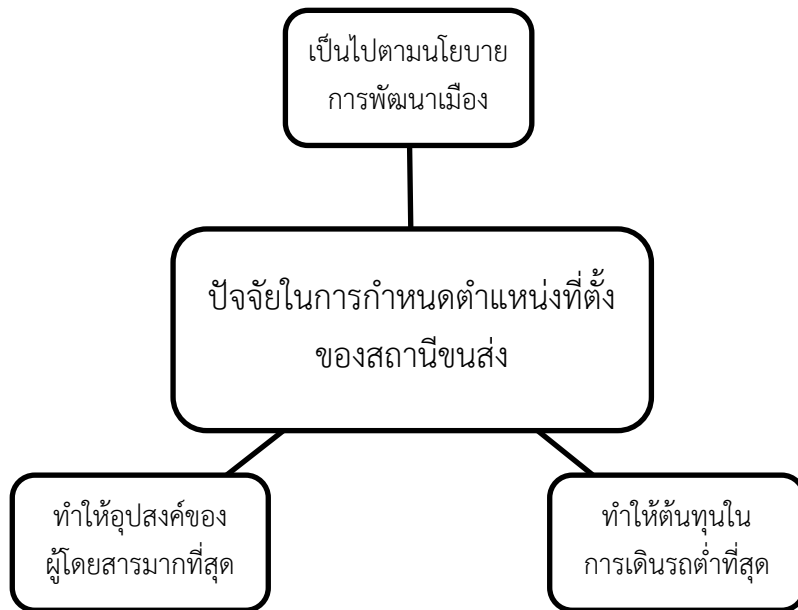 เป็นไปตามนโยบาย
การพัฒนาเมือง
ปัจจัยในการกำหนดตำแหน่งที่ตั้ง
ของสถานีขนส่ง
ทำให้อุปสงค์ของ
ผู้โดยสารมากที่สุด
ทำให้ต้นทุนใน
การเดินรถต่ำที่สุด